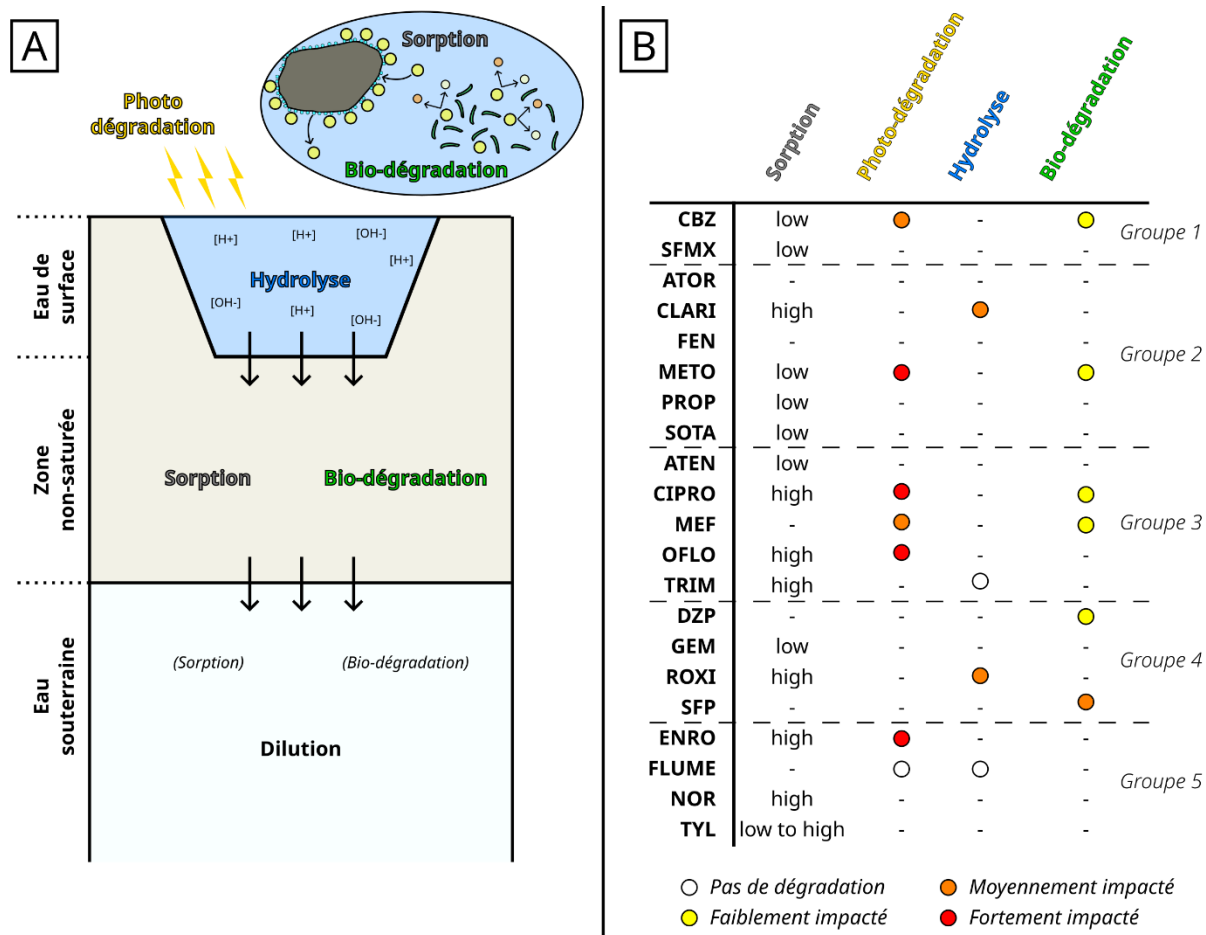 A
Photo
dégradation
Sorption
Bio-dégradation
Eau de
surface
[H+]
[H+]
[OH-]
[H+]
Hydrolyse
[OH-]
[H+]
[OH-]
Zone
non-saturée
Sorption
Bio-dégradation
Eau
souterraine
(Sorption)
(Bio-dégradation)
Dilution
B
Sorption
Photo-dégradation
Hydrolyse
Bio-dégradation
CBZ low -
SFMX low - - -
Groupe 1
ATOR - - - -
CLARI high - -
FEN - - - -
METO low -
PROP low - - -
SOTA low - - -
Groupe 2
ATEN low - - -
CIPRO high -
MEF - -
OFLO high - -
TRIM high - -
Groupe 3
DZP - - -
GEM low - - -
ROXI high - -
SFP - - -
Groupe 4
ENRO high - -
FLUME - -
NOR high - - -
TYL low to high - - -
Groupe 5
Pas de dégradation
Moyennement impacté
Faiblement impacté
Fortement impacté